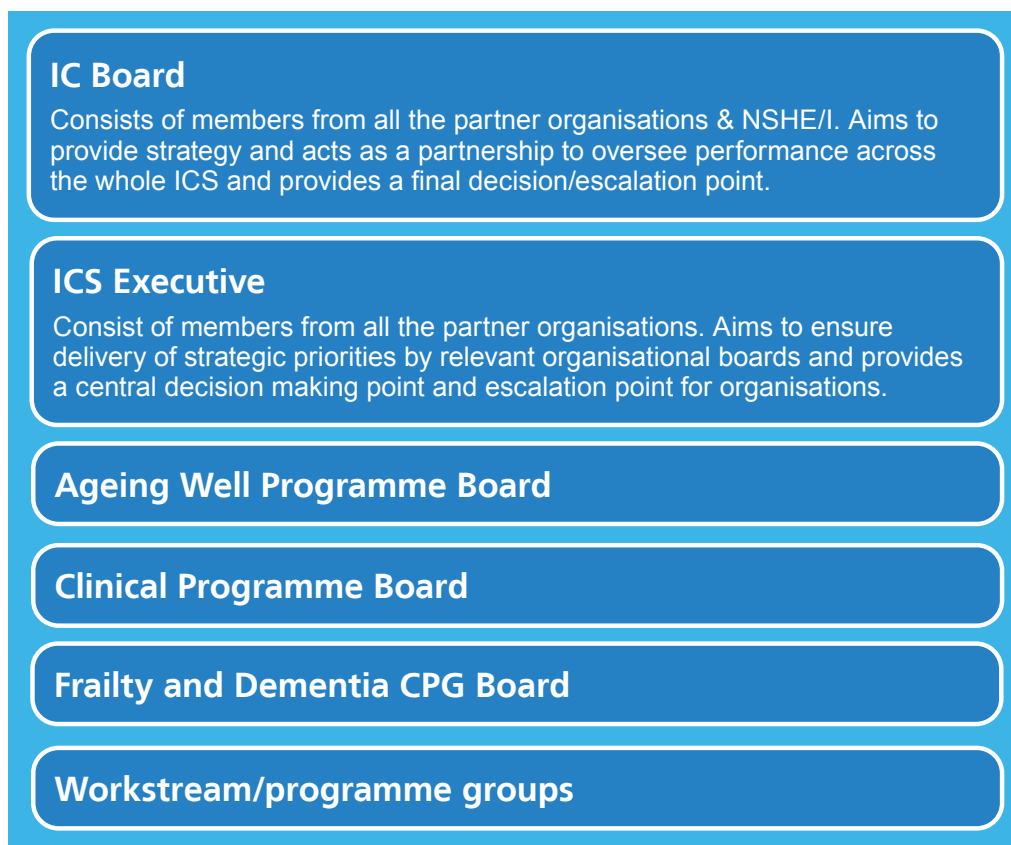 IC Board
Consists of members from all the partner organisations & NSHE/I. Aims to
provide strategy and acts as a partnership to oversee performance across
the whole ICS and provides a final decision/escalation point.
ICS Executive
Consist of members from all the partner organisations. Aims to ensure
delivery of strategic priorities by relevant organisational boards and provides
a central decision making point and escalation point for organisations.
Ageing Well Programme Board
Clinical Programme Board
Frailty and Dementia CPG Board
Workstream/programme groups